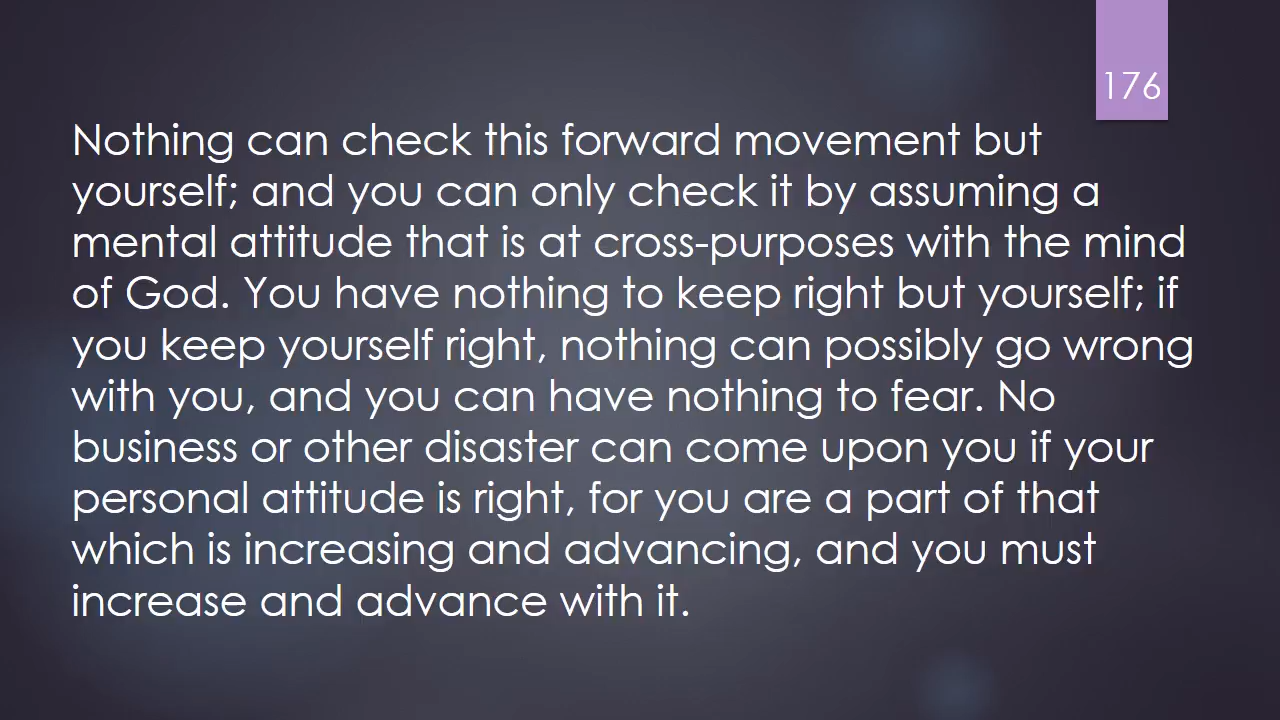 176
Nothing can check this forward movement but
yourself; and you can only check it by assuming a
mental attitude that is at cross-purposes with the mind
of God. You have nothing to keep right but yourself; if
you keep yourself right, nothing can possibly go wrong
with you, and you can have nothing to fear. No
business or other disaster can come upon you if your
personal attitude is right, for you are a part of that
which is increasing and advancing, and you must
increase and advance with it.